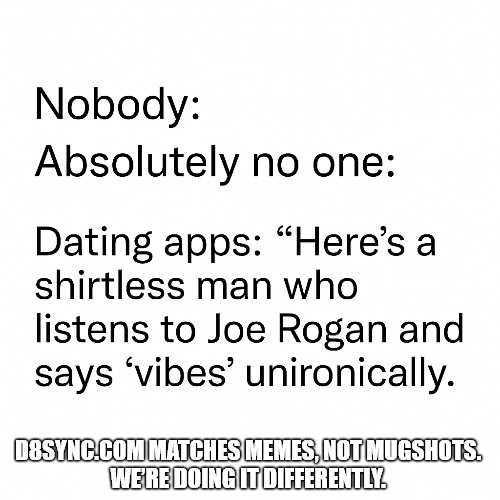 Nobody:
Absolutely no one:
Dating apps: “Here’s a
shirtless man who
listens to Joe Rogan and
says ‘vibes’ unironically.
D8SYNC.COM MATCHES MEMES, NOT MUGSHOTS.
WE'RE DOING IT DIFFERENTLY.